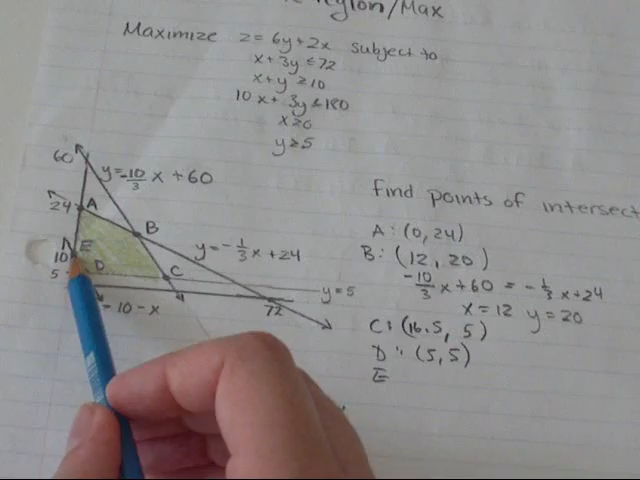 Region/Max
Maximize z = 6y + 2x subject to
x + 3y ≤ 72
x + y ≥ 10
10x + 3y ≤ 180
x ≥ 0
y ≥ 5
60
y = -10/3 x + 60
24
A
B
E
10
D
C
5
y = -1/3 x + 24
y = 5
-10-x
72
find points of intersect
A: (0, 24)
B: (12, 20)
-10/3 x + 60 = -1/3 x + 24
x = 12 y = 20
C: (16.5, 5)
D: (5, 5)
E